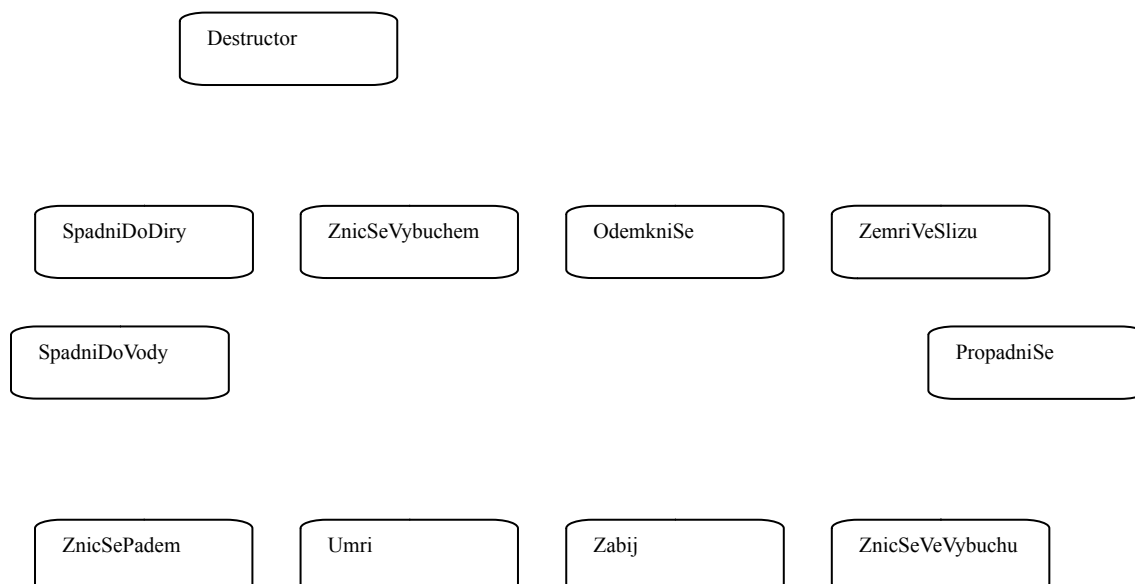 Destructor
SpadniDoDiry
ZnicSeVybuchem
OdemkniSe
ZemriVeSlizu
SpadniDoVody
PropadniSe
ZnicSePadem
Umri
Zabij
ZnicSeVeVybuchu